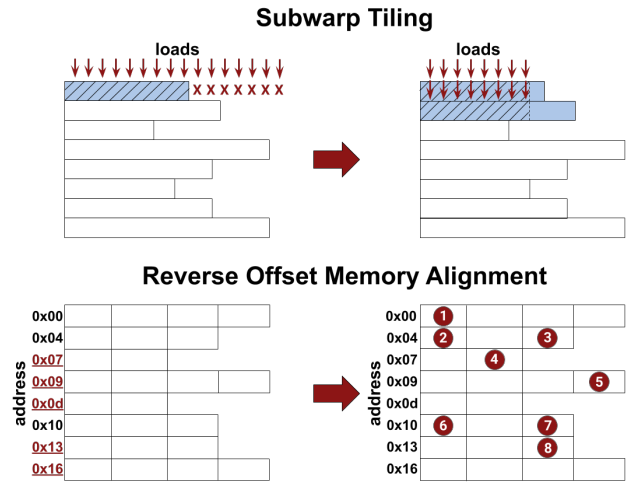 Subwarp Tiling
loads
loads
x x x x x x x x
Reverse Offset Memory Alignment
address
0x00
0x04
0x07
0x09
0x0d
0x10
0x13
0x16
address
0x00 1
0x04 2 3
0x07 4
0x09 5
0x0d
0x10 6 7
0x13 8
0x16